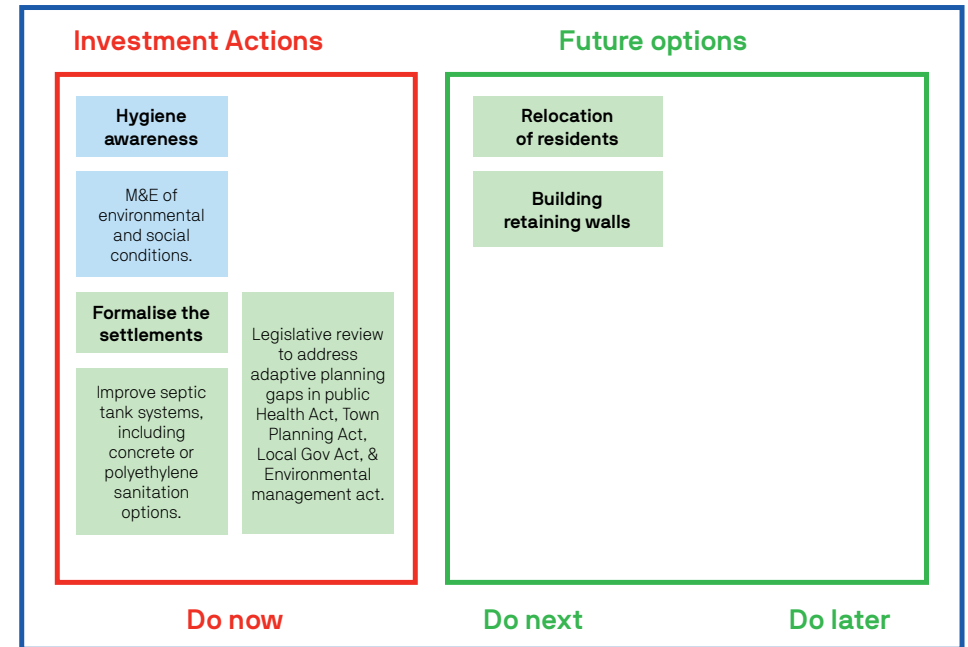 Investment Actions
Future options
Hygiene
awareness
M&E of
environmental
and social
conditions.
Formalise the
settlements
Improve septic
tank systems,
including
concrete or
polyethylene
sanitation
options.
Legislative review
to address
adaptive planning
gaps in public
Health Act, Town
Planning Act,
Local Gov Act, &
Environmental
management act.
Relocation
of residents
Building
retaining walls
Do now
Do next
Do later